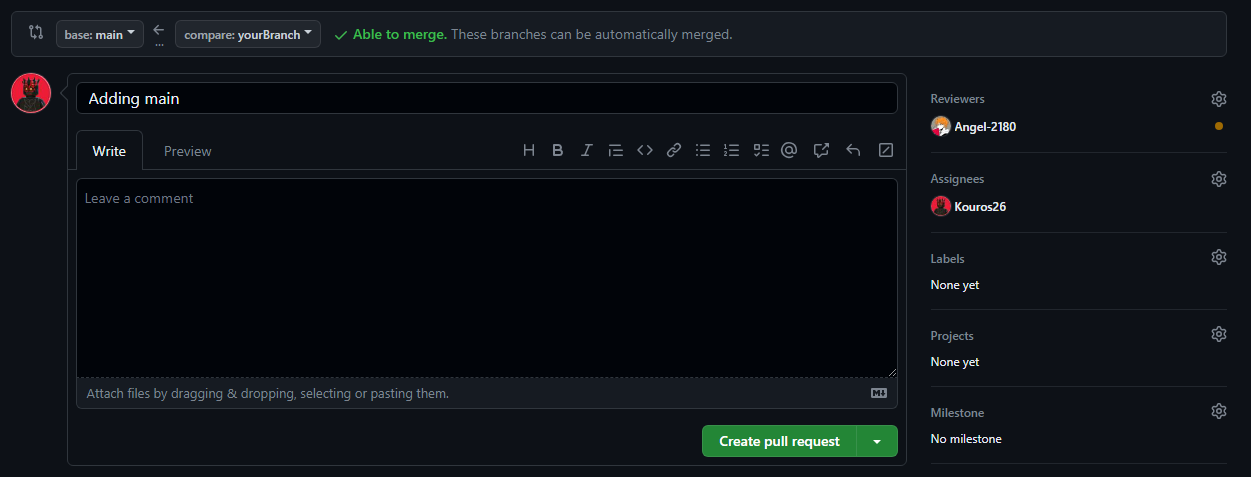 base: main ← compare: yourBranch ✓ Able to merge. These branches can be automatically merged.
...
Adding main
Write Preview
Leave a comment
Attach files by dragging & dropping, selecting or pasting them.
Create pull request
Reviewers
Angel-2180
Assignees
Kouros26
Labels
None yet
Projects
None yet
Milestone
No milestone